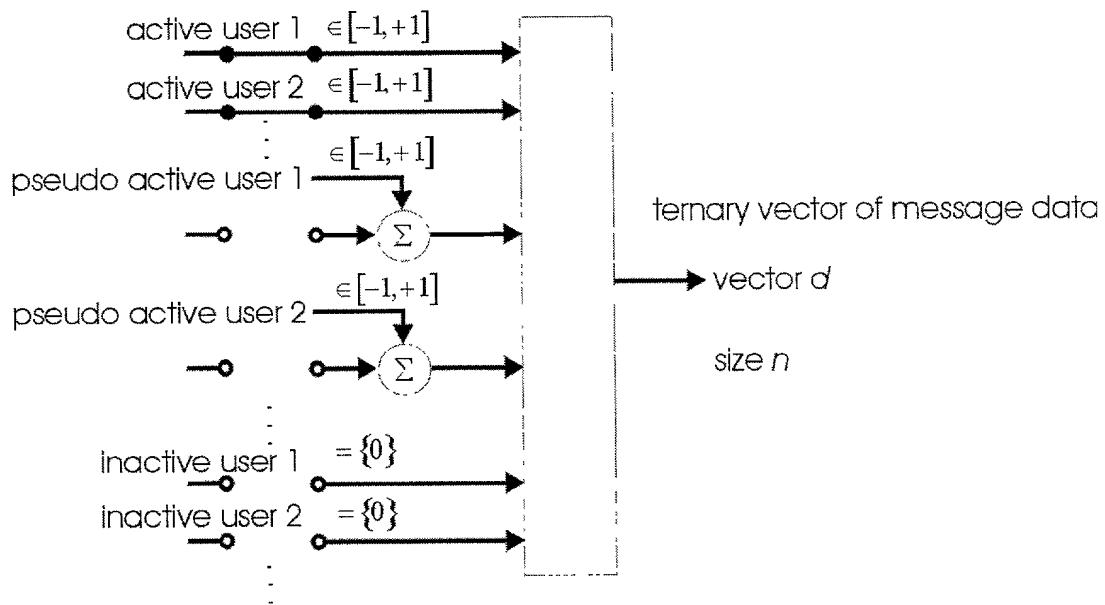 active user 1 ∈[-1,+1]
active user 2 ∈[-1,+1]
pseudo active user 1 ∈[-1,+1]
Σ
pseudo active user 2 ∈[-1,+1]
Σ
inactive user 1 ={0}
inactive user 2 ={0}
ternary vector of message data
vector d
size n